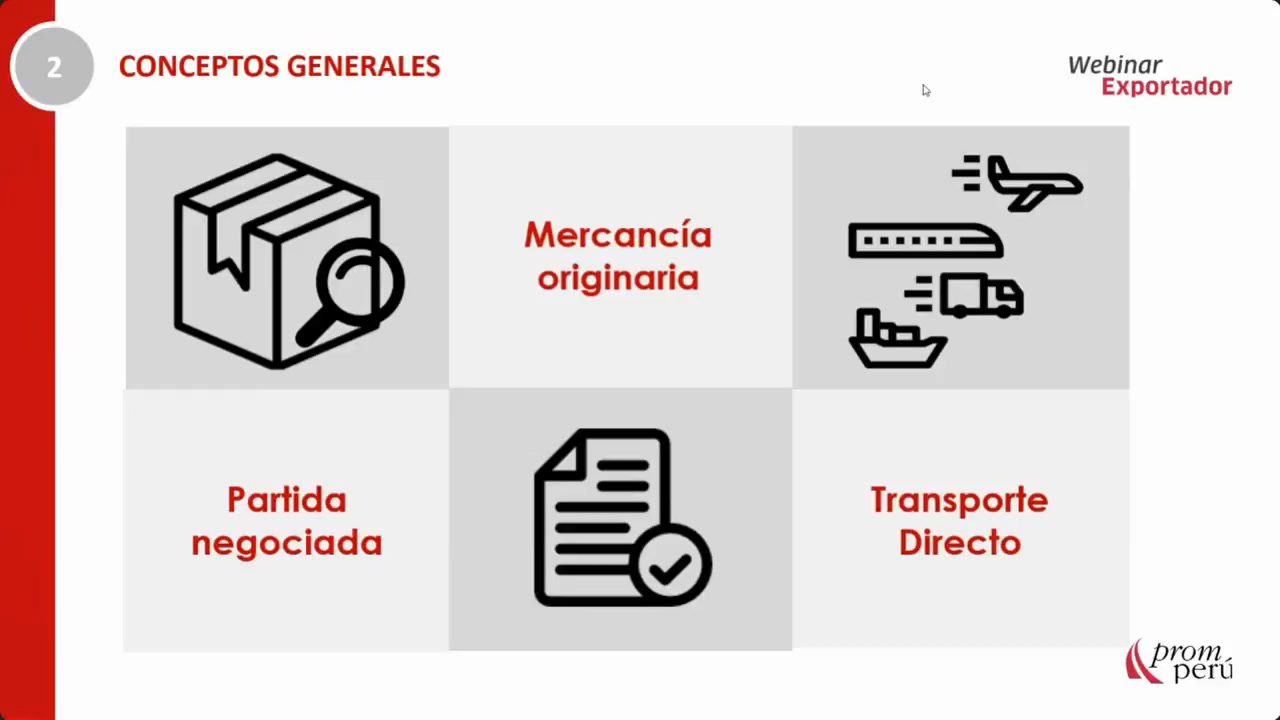 2
CONCEPTOS GENERALES
Webinar
Exportador
Mercancía
originaria
Partida
negociada
Transporte
Directo
prom
perú